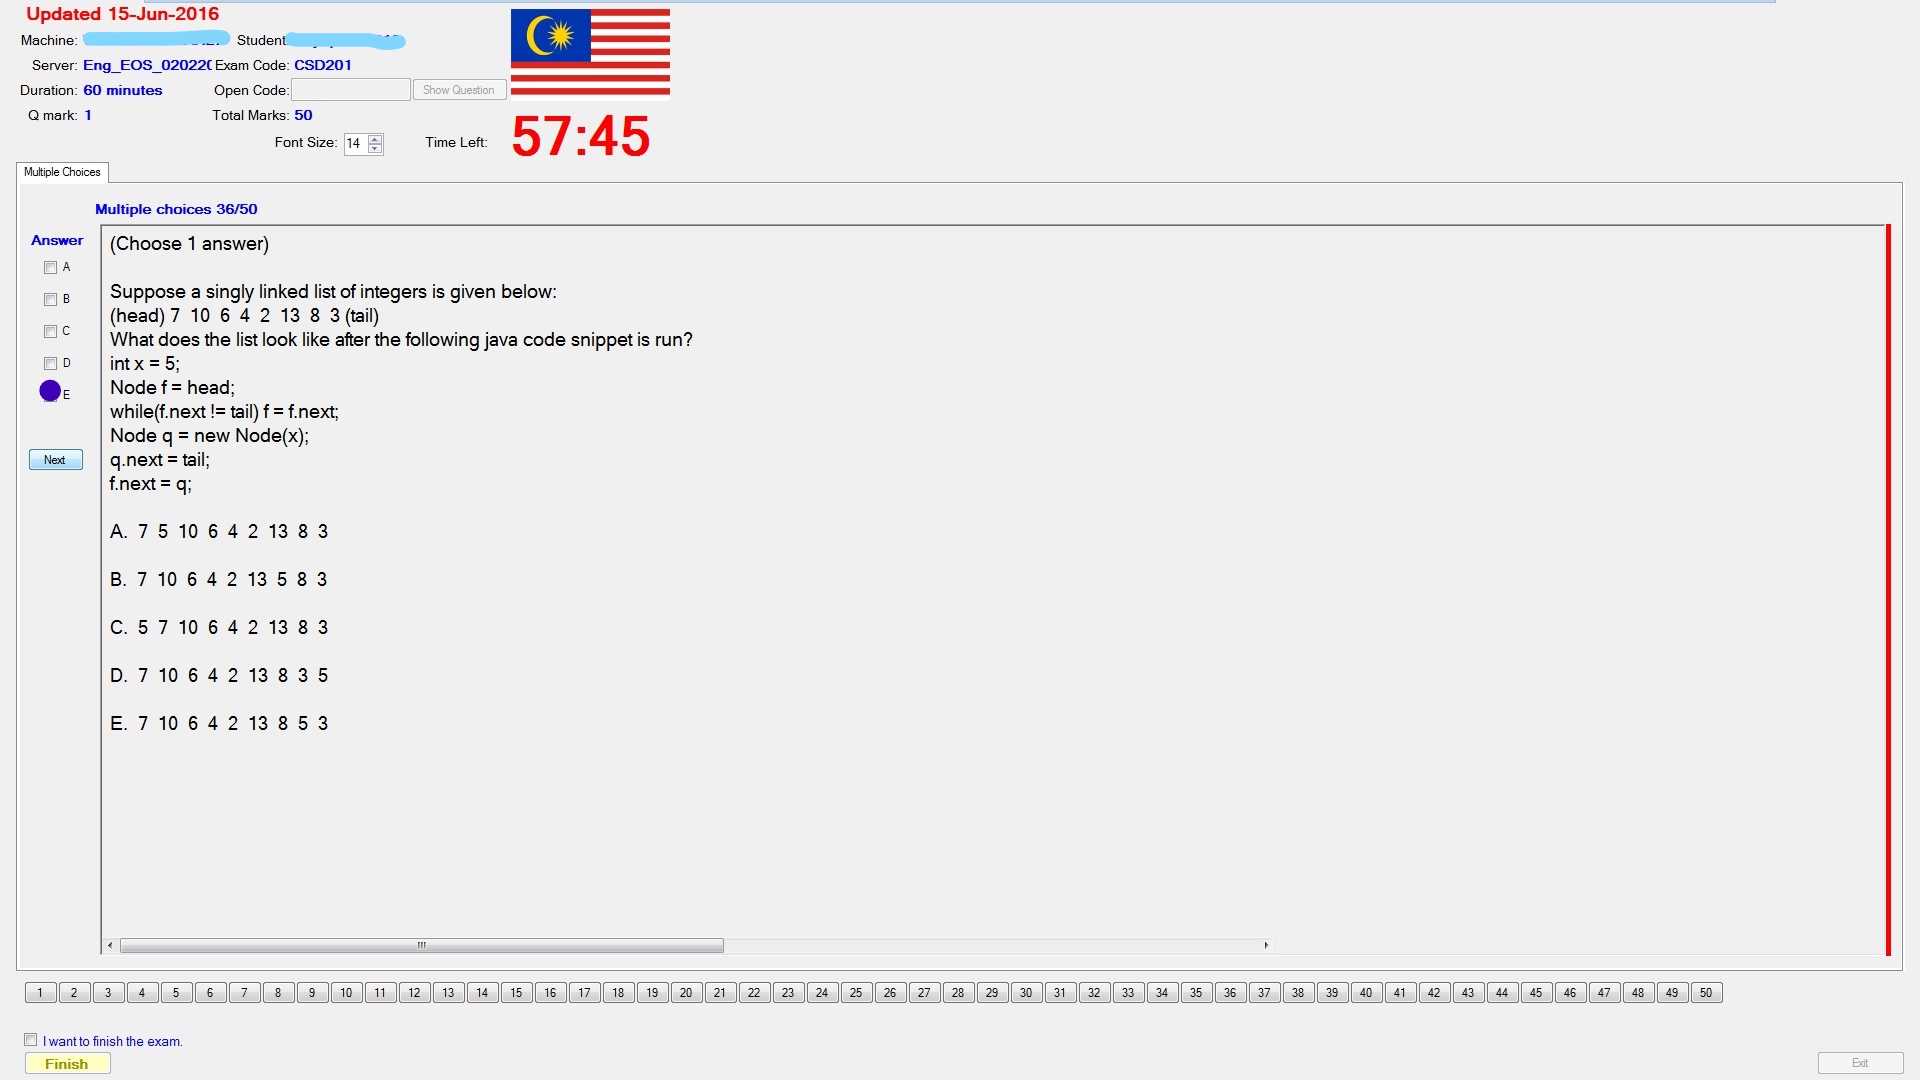 Updated 15-Jun-2016
Machine: Student:
Server: Eng_EOS_020220 Exam Code: CSD201
Duration: 60 minutes Open Code: Show Question
Q mark: 1 Total Marks: 50
Font Size: 14 Time Left: 57:45
Multiple Choices
Multiple choices 36/50
Answer
A
B
C
D
E
Next
(Choose 1 answer)
Suppose a singly linked list of integers is given below:
(head) 7 10 6 4 2 13 8 3 (tail)
What does the list look like after the following java code snippet is run?
int x = 5;
Node f = head;
while(f.next != tail) f = f.next;
Node q = new Node(x);
q.next = tail;
f.next = q;
A. 7 5 10 6 4 2 13 8 3
B. 7 10 6 4 2 13 5 8 3
C. 5 7 10 6 4 2 13 8 3
D. 7 10 6 4 2 13 8 3 5
E. 7 10 6 4 2 13 8 5 3
1 2 3 4 5 6 7 8 9 10 11 12 13 14 15 16 17 18 19 20 21 22 23 24 25 26 27 28 29 30 31 32 33 34 35 36 37 38 39 40 41 42 43 44 45 46 47 48 49 50
I want to finish the exam.
Finish
Exit